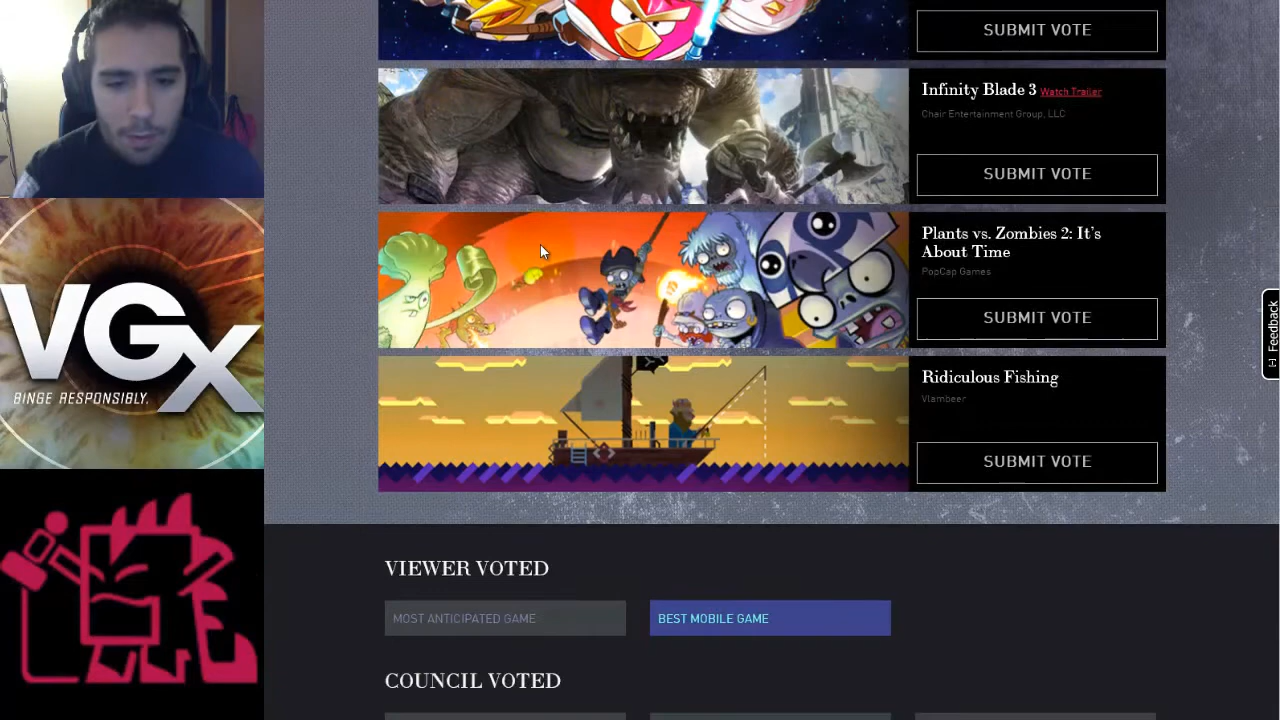 SUBMIT VOTE
Infinity Blade 3 Watch Trailer
Chair Entertainment Group, LLC
SUBMIT VOTE
Plants vs. Zombies 2: It's
About Time
PopCap Games
SUBMIT VOTE
Ridiculous Fishing
Vlambeer
SUBMIT VOTE
VGX
BINGE RESPONSIBLY.
[-] Feedback
VIEWER VOTED
MOST ANTICIPATED GAME
BEST MOBILE GAME
COUNCIL VOTED